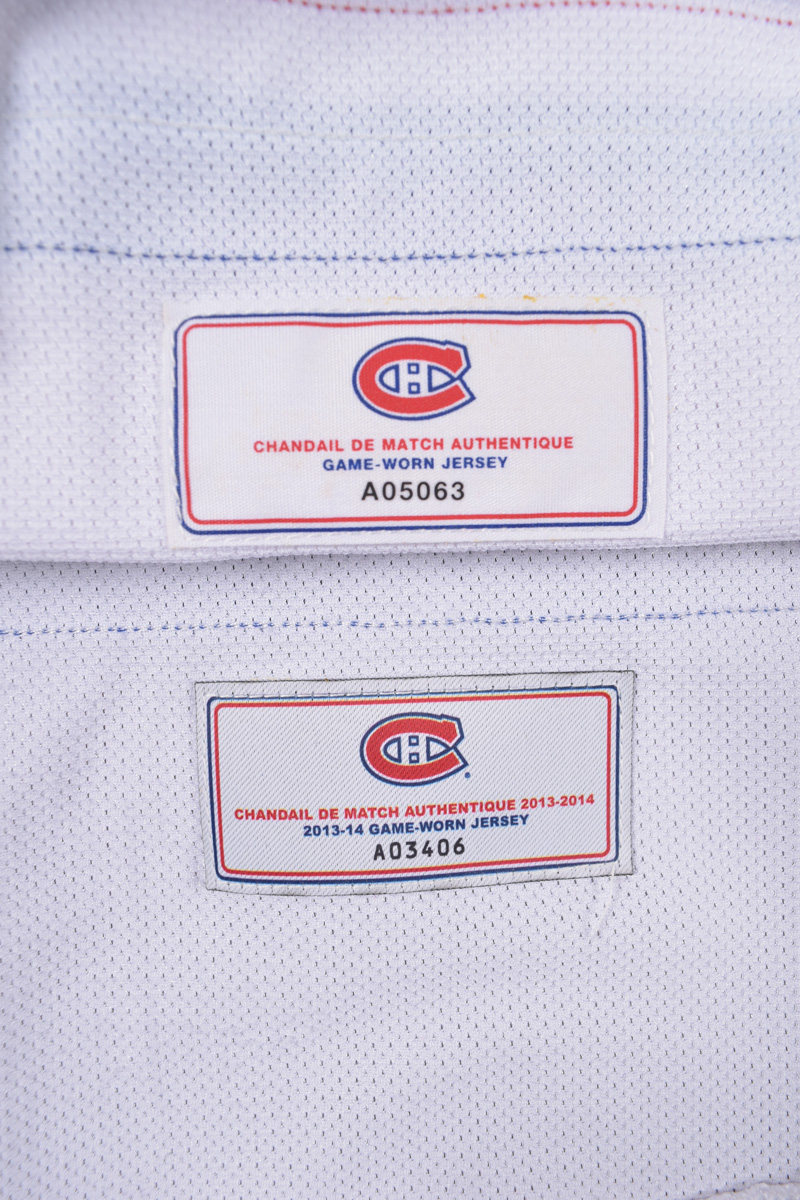 CHANDAIL DE MATCH AUTHENTIQUE
GAME-WORN JERSEY
A05063
CHANDAIL DE MATCH AUTHENTIQUE 2013-2014
2013-14 GAME-WORN JERSEY
A03406